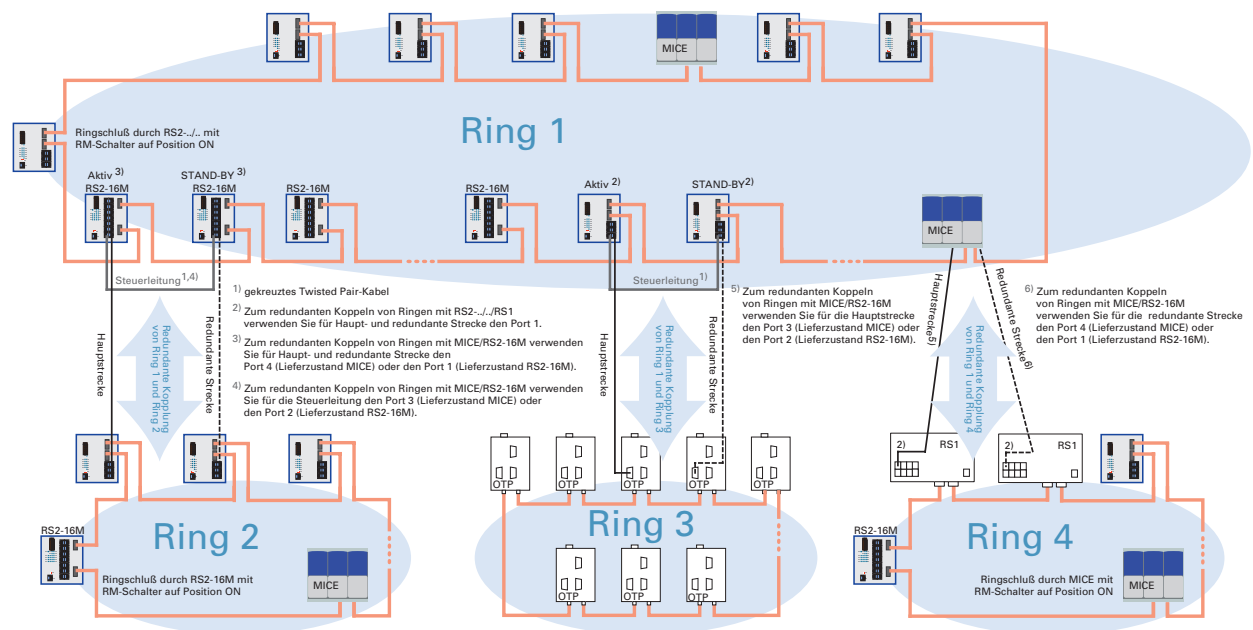 MICE
Ring 1
Ringschluß durch RS2-../.. mit
RM-Schalter auf Position ON
Aktiv 3)
RS2-16M
STAND-BY 3)
RS2-16M
RS2-16M
RS2-16M
Aktiv 2)
STAND-BY2)
MICE
Steuerleitung1,4)
Steuerleitung1)
1) gekreuztes Twisted Pair-Kabel
2) Zum redundanten Koppeln von Ringen mit RS2-../../RS1
verwenden Sie für Haupt- und redundante Strecke den Port 1.
3) Zum redundanten Koppeln von Ringen mit MICE/RS2-16M verwenden
Sie für Haupt- und redundante Strecke den
Port 4 (Lieferzustand MICE) oder den Port 1 (Lieferzustand RS2-16M).
4) Zum redundanten Koppeln von Ringen mit MICE/RS2-16M verwenden
Sie für die Steuerleitung den Port 3 (Lieferzustand MICE) oder
den Port 2 (Lieferzustand RS2-16M).
5) Zum redundanten Koppeln
von Ringen mit MICE/RS2-16M
verwenden Sie für die Hauptstrecke
den Port 3 (Lieferzustand MICE) oder
den Port 2 (Lieferzustand RS2-16M).
6) Zum redundanten Koppeln
von Ringen mit MICE/RS2-16M
verwenden Sie für die redundante Strecke
den Port 4 (Lieferzustand MICE) oder
den Port 1 (Lieferzustand RS2-16M).
Hauptstrecke
Redundante Kopplung
von Ring 1 und Ring 2
Redundante Strecke
Hauptstrecke
Redundante Kopplung
von Ring 1 und Ring 3
Redundante Strecke
Hauptstrecke5)
Redundante Kopplung
von Ring 1 und Ring 4
Redundante Strecke6)
2)
RS1
2)
RS1
OTP
OTP
OTP
OTP
OTP
RS2-16M
Ring 2
Ringschluß durch RS2-16M mit
RM-Schalter auf Position ON
MICE
Ring 3
OTP
OTP
OTP
RS2-16M
Ring 4
Ringschluß durch MICE mit
RM-Schalter auf Position ON
MICE